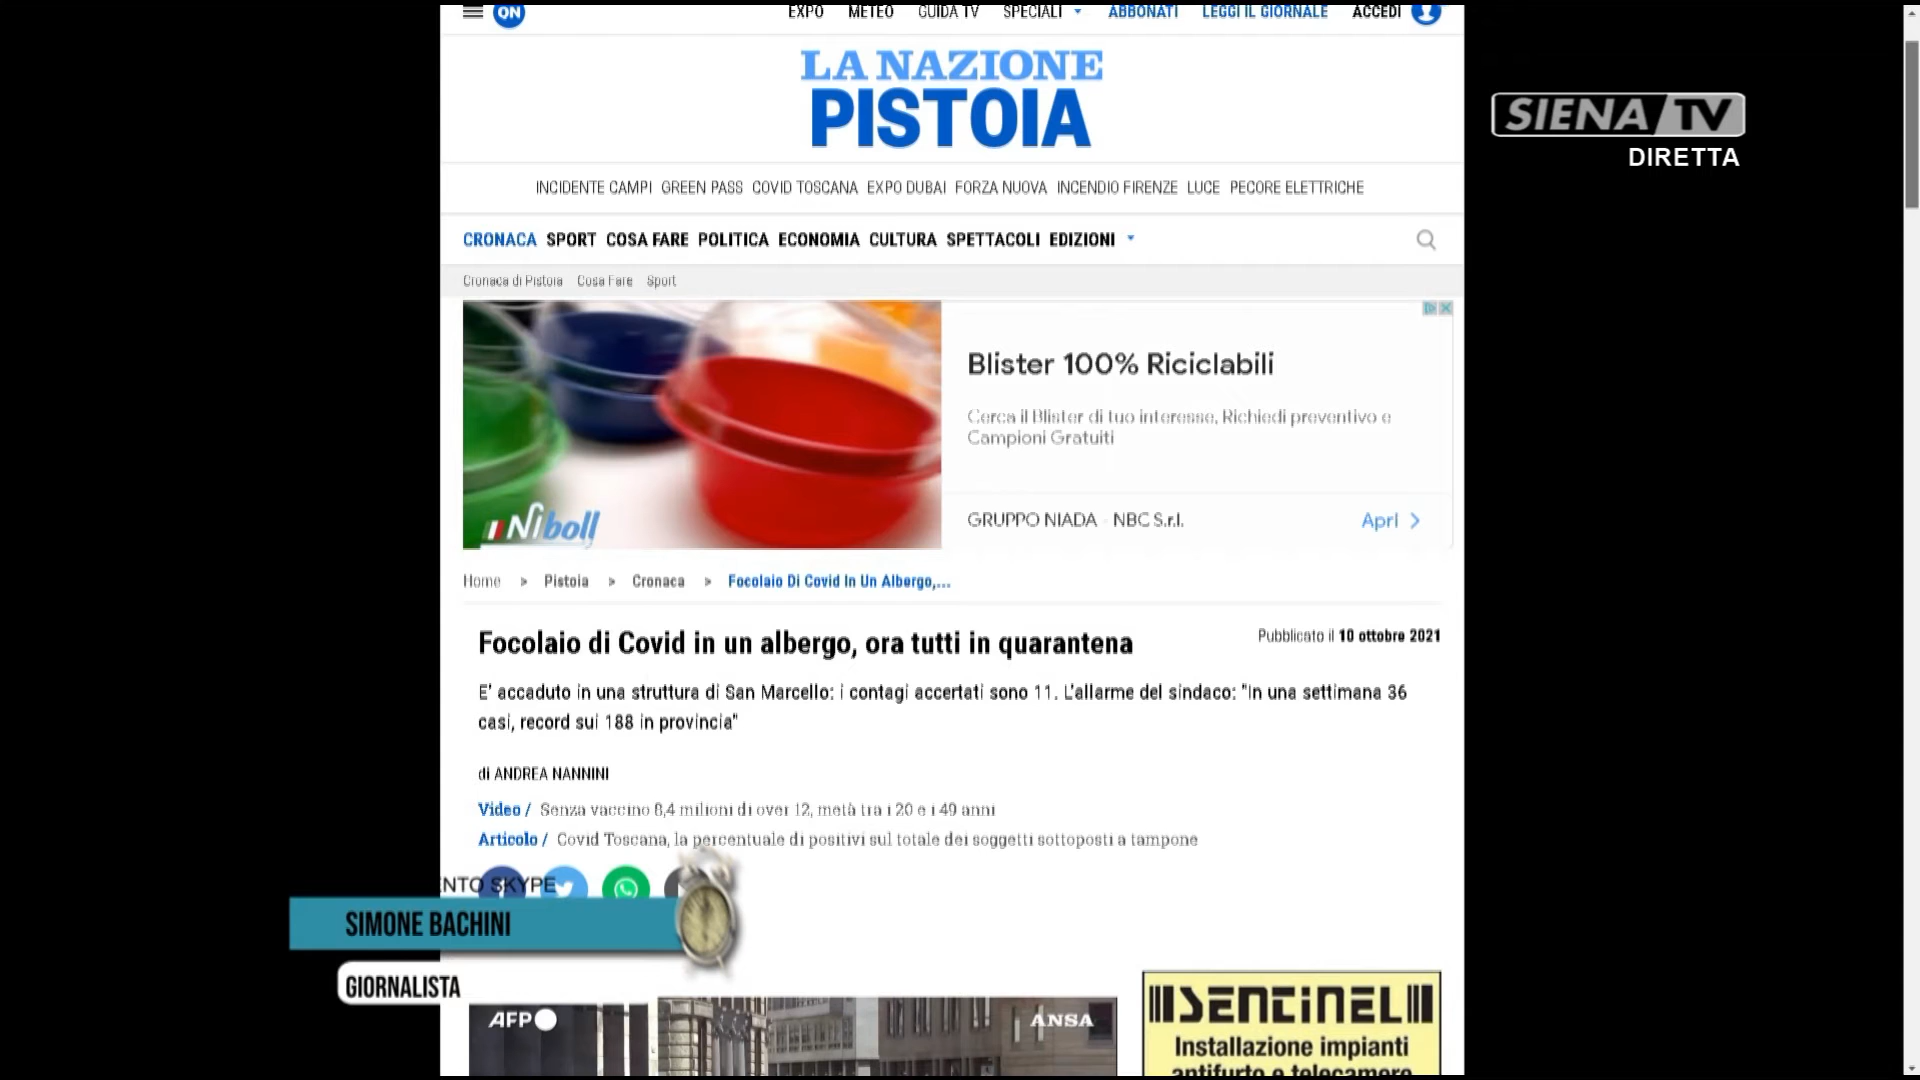 QN EXPO METEO GUIDA TV SPECIALI ABBONATI LEGGI IL GIORNALE ACCEDI
LA NAZIONE
PISTOIA
SIENA TV
DIRETTA
INCIDENTE CAMPI GREEN PASS COVID TOSCANA EXPO DUBAI FORZA NUOVA INCENDIO FIRENZE LUCE PECORE ELETTRICHE
CRONACA SPORT COSA FARE POLITICA ECONOMIA CULTURA SPETTACOLI EDIZIONI
Cronaca di Pistoia Cosa Fare Sport
Blister 100% Riciclabili
Cerca il Blister di tuo interesse, Richiedi preventivo e
Campioni Gratuiti
Niboll
GRUPPO NIADA - NBC S.r.l. Apri >
Home » Pistoia » Cronaca » Focolaio Di Covid In Un Albergo,...
Focolaio di Covid in un albergo, ora tutti in quarantena
Pubblicato il 10 ottobre 2021
E' accaduto in una struttura di San Marcello: i contagi accertati sono 11. L'allarme del sindaco: "In una settimana 36
casi, record sui 188 in provincia"
di ANDREA NANNINI
Video / Senza vaccino 8,4 milioni di over 12, metà tra i 20 e i 49 anni
Articolo / Covid Toscana, la percentuale di positivi sul totale dei soggetti sottoposti a tampone
NTO SKYPE
SIMONE BACHINI
GIORNALISTA
AFP
ANSA
SENTINEL
Installazione impianti
antifurto e telecamere